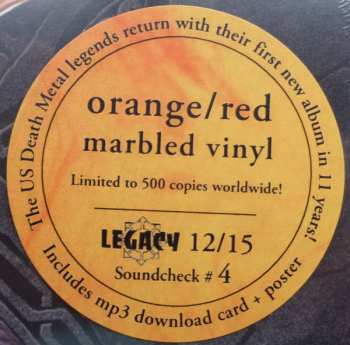 The US Death Metal legends return with their first new album in 11 years!
orange/red
marbled vinyl
Limited to 500 copies worldwide!
LEGACY 12/15
Soundcheck # 4
Includes mp3 download card + poster